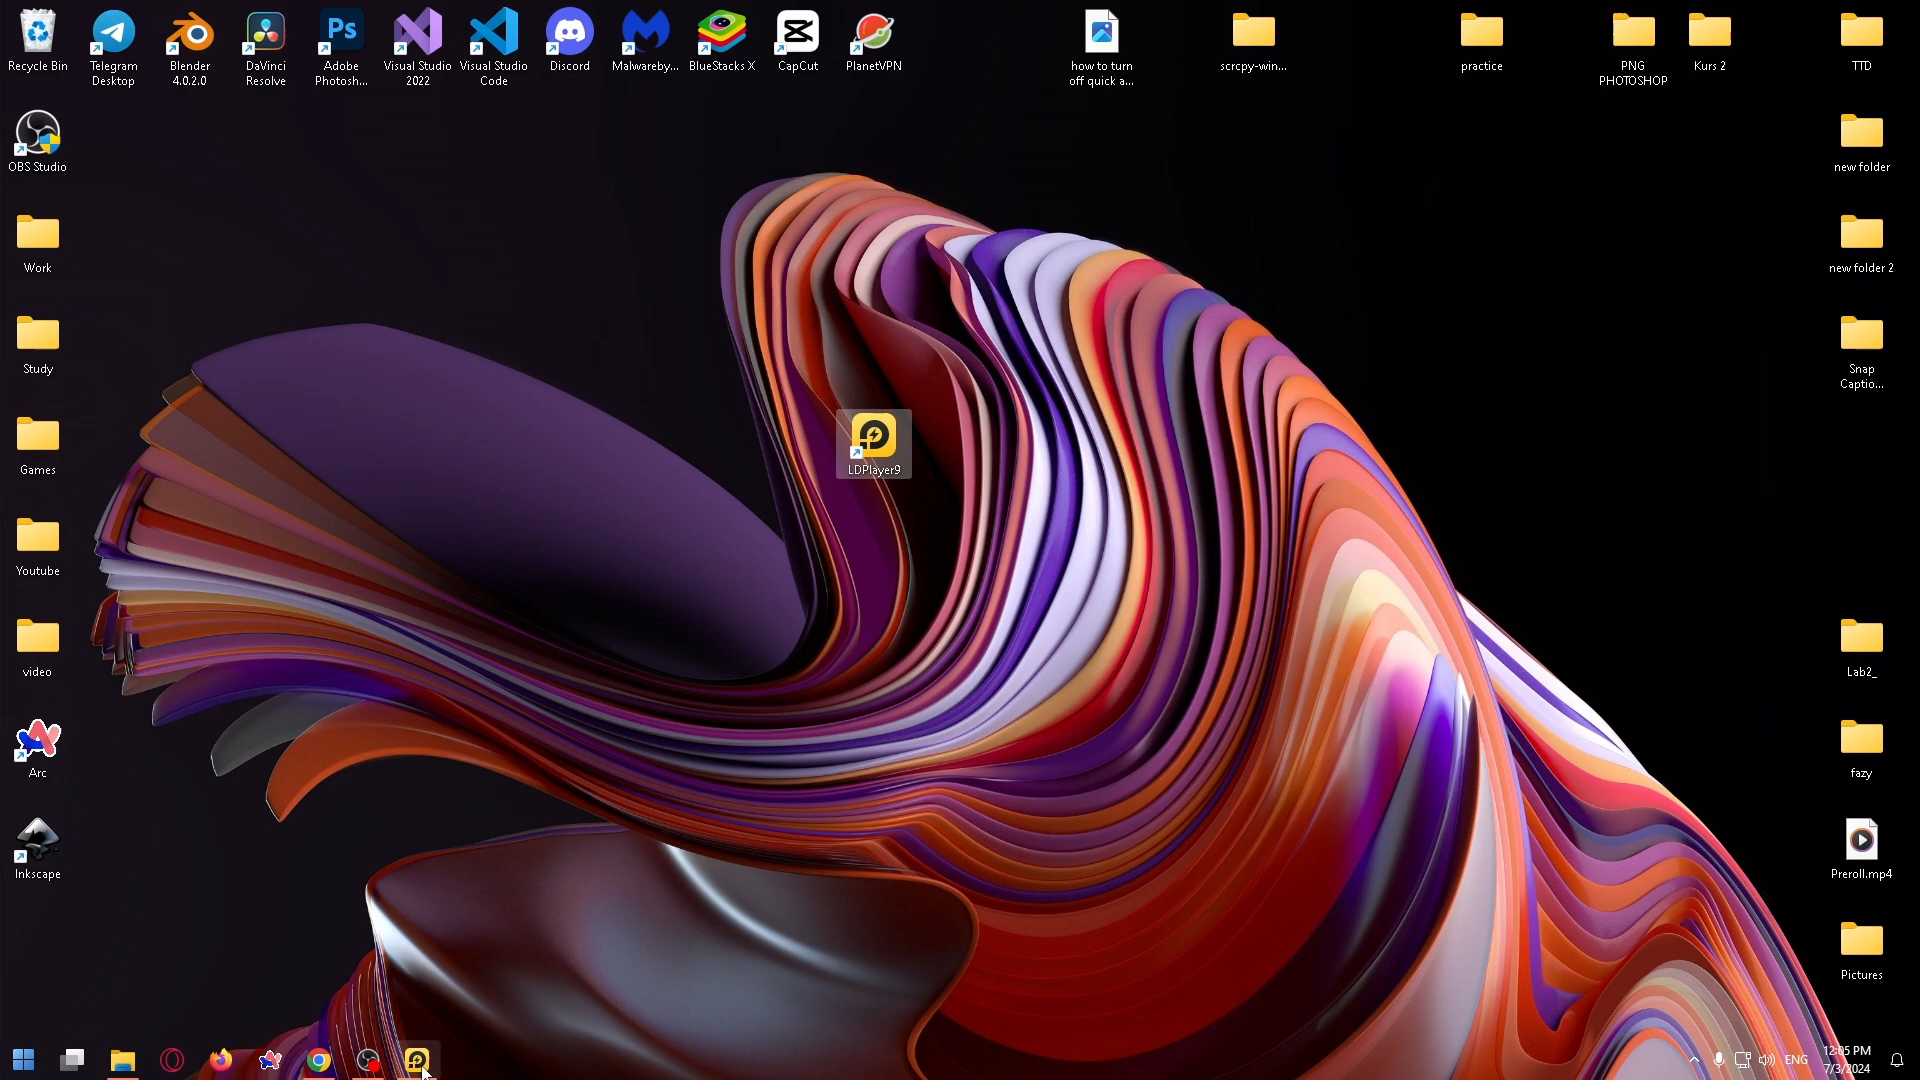 Recycle Bin
Telegram
Desktop
Blender
4.0.2.0
DaVinci
Resolve
Adobe
Photosh...
Visual Studio
2022
Visual Studio
Code
Discord
Malwareby...
BlueStacks X
CapCut
PlanetVPN
how to turn
off quick a...
scrcpy-win...
practice
PNG
PHOTOSHOP
Kurs 2
TTD
OBS Studio
new folder
Work
new folder 2
Study
Snap
Captio...
Games
LDPlayer9
Youtube
video
Lab2_
Arc
fazy
Inkscape
Preroll.mp4
Pictures
Ps
ENG
12:05 PM
7/3/2024